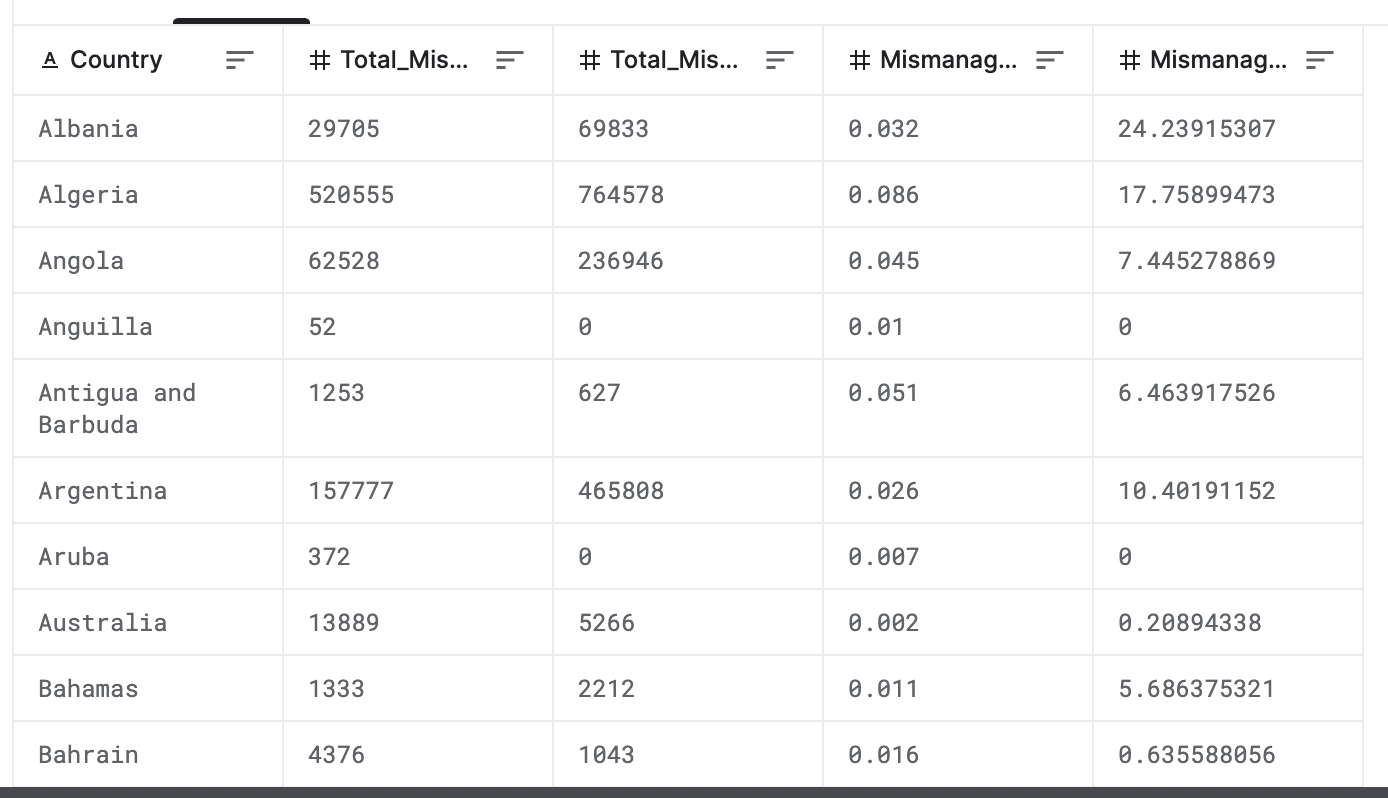 A Country # Total_Mis... # Total_Mis... # Mismanag... # Mismanag...
Albania 29705 69833 0.032 24.23915307
Algeria 520555 764578 0.086 17.75899473
Angola 62528 236946 0.045 7.445278869
Anguilla 52 0 0.01 0
Antigua and 1253 627 0.051 6.463917526
Barbuda
Argentina 157777 465808 0.026 10.40191152
Aruba 372 0 0.007 0
Australia 13889 5266 0.002 0.20894338
Bahamas 1333 2212 0.011 5.686375321
Bahrain 4376 1043 0.016 0.635588056